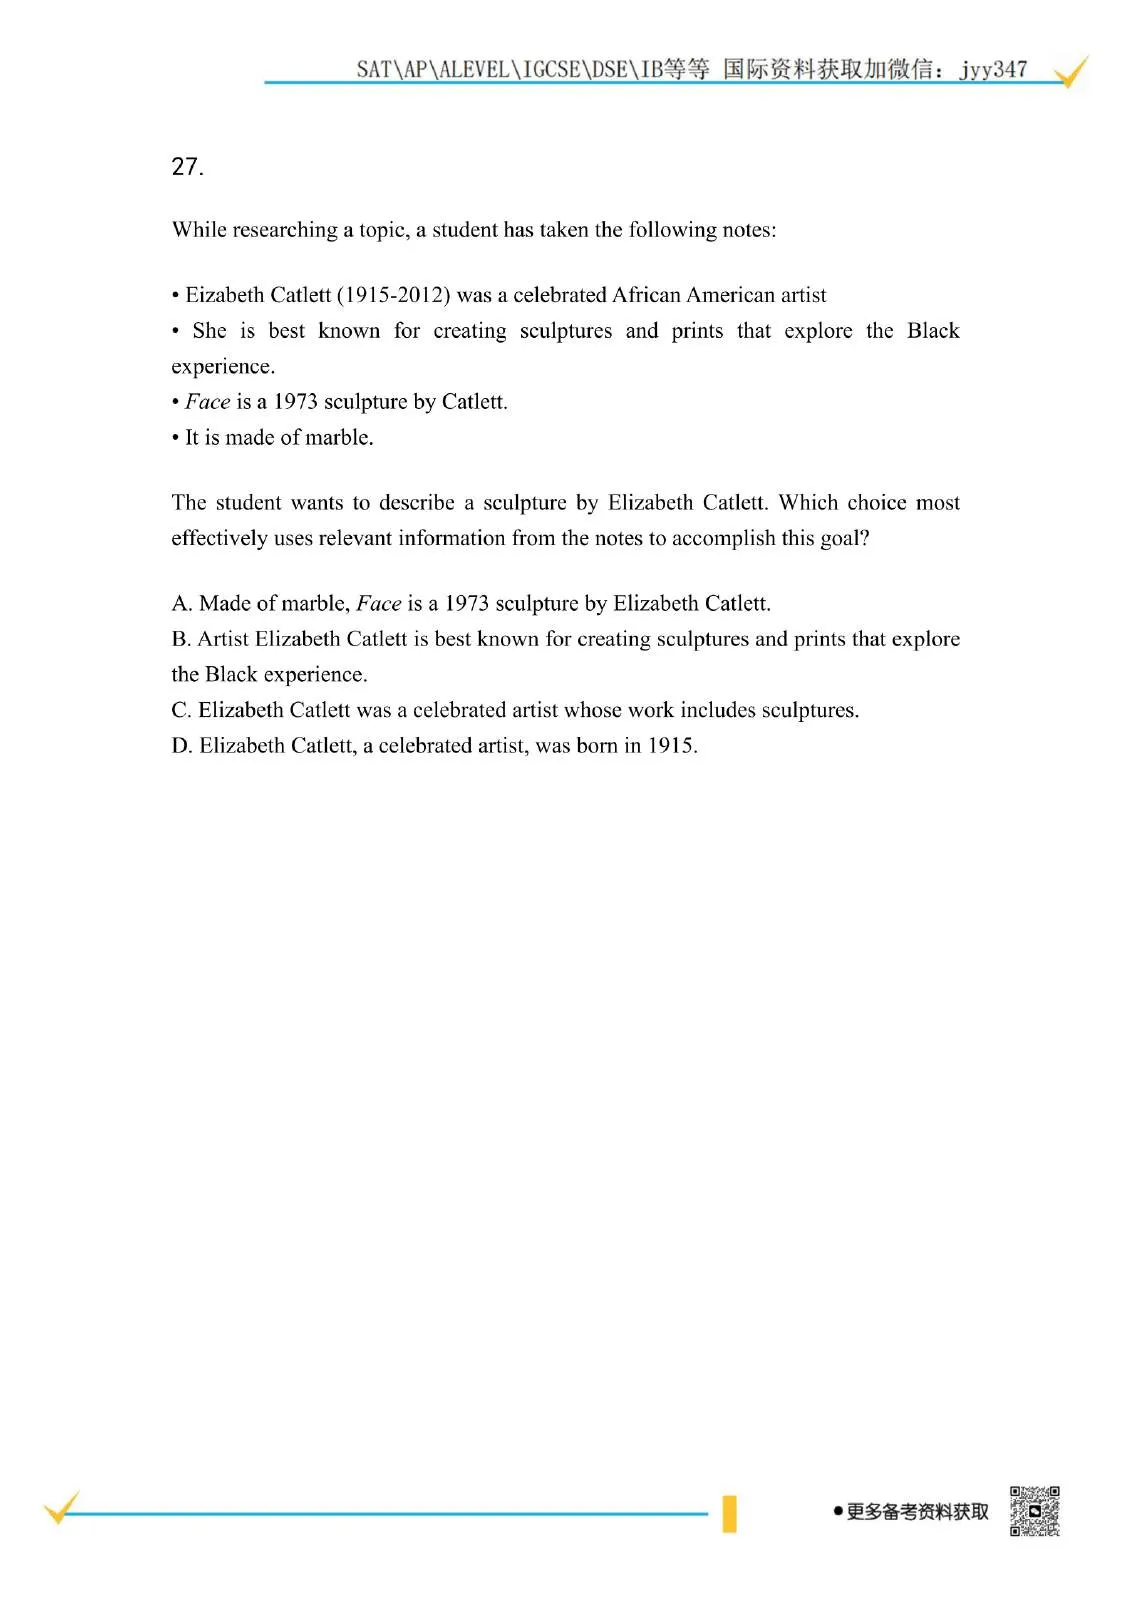 SAT\AP\ALEVEL\IGCSE\DSE\IB等等 国际资料获取加微信：jyy347
27.
While researching a topic, a student has taken the following notes:
• Eizabeth Catlett (1915-2012) was a celebrated African American artist
• She is best known for creating sculptures and prints that explore the Black
experience.
• Face is a 1973 sculpture by Catlett.
• It is made of marble.
The student wants to describe a sculpture by Elizabeth Catlett. Which choice most
effectively uses relevant information from the notes to accomplish this goal?
A. Made of marble, Face is a 1973 sculpture by Elizabeth Catlett.
B. Artist Elizabeth Catlett is best known for creating sculptures and prints that explore
the Black experience.
C. Elizabeth Catlett was a celebrated artist whose work includes sculptures.
D. Elizabeth Catlett, a celebrated artist, was born in 1915.
●更多备考资料获取